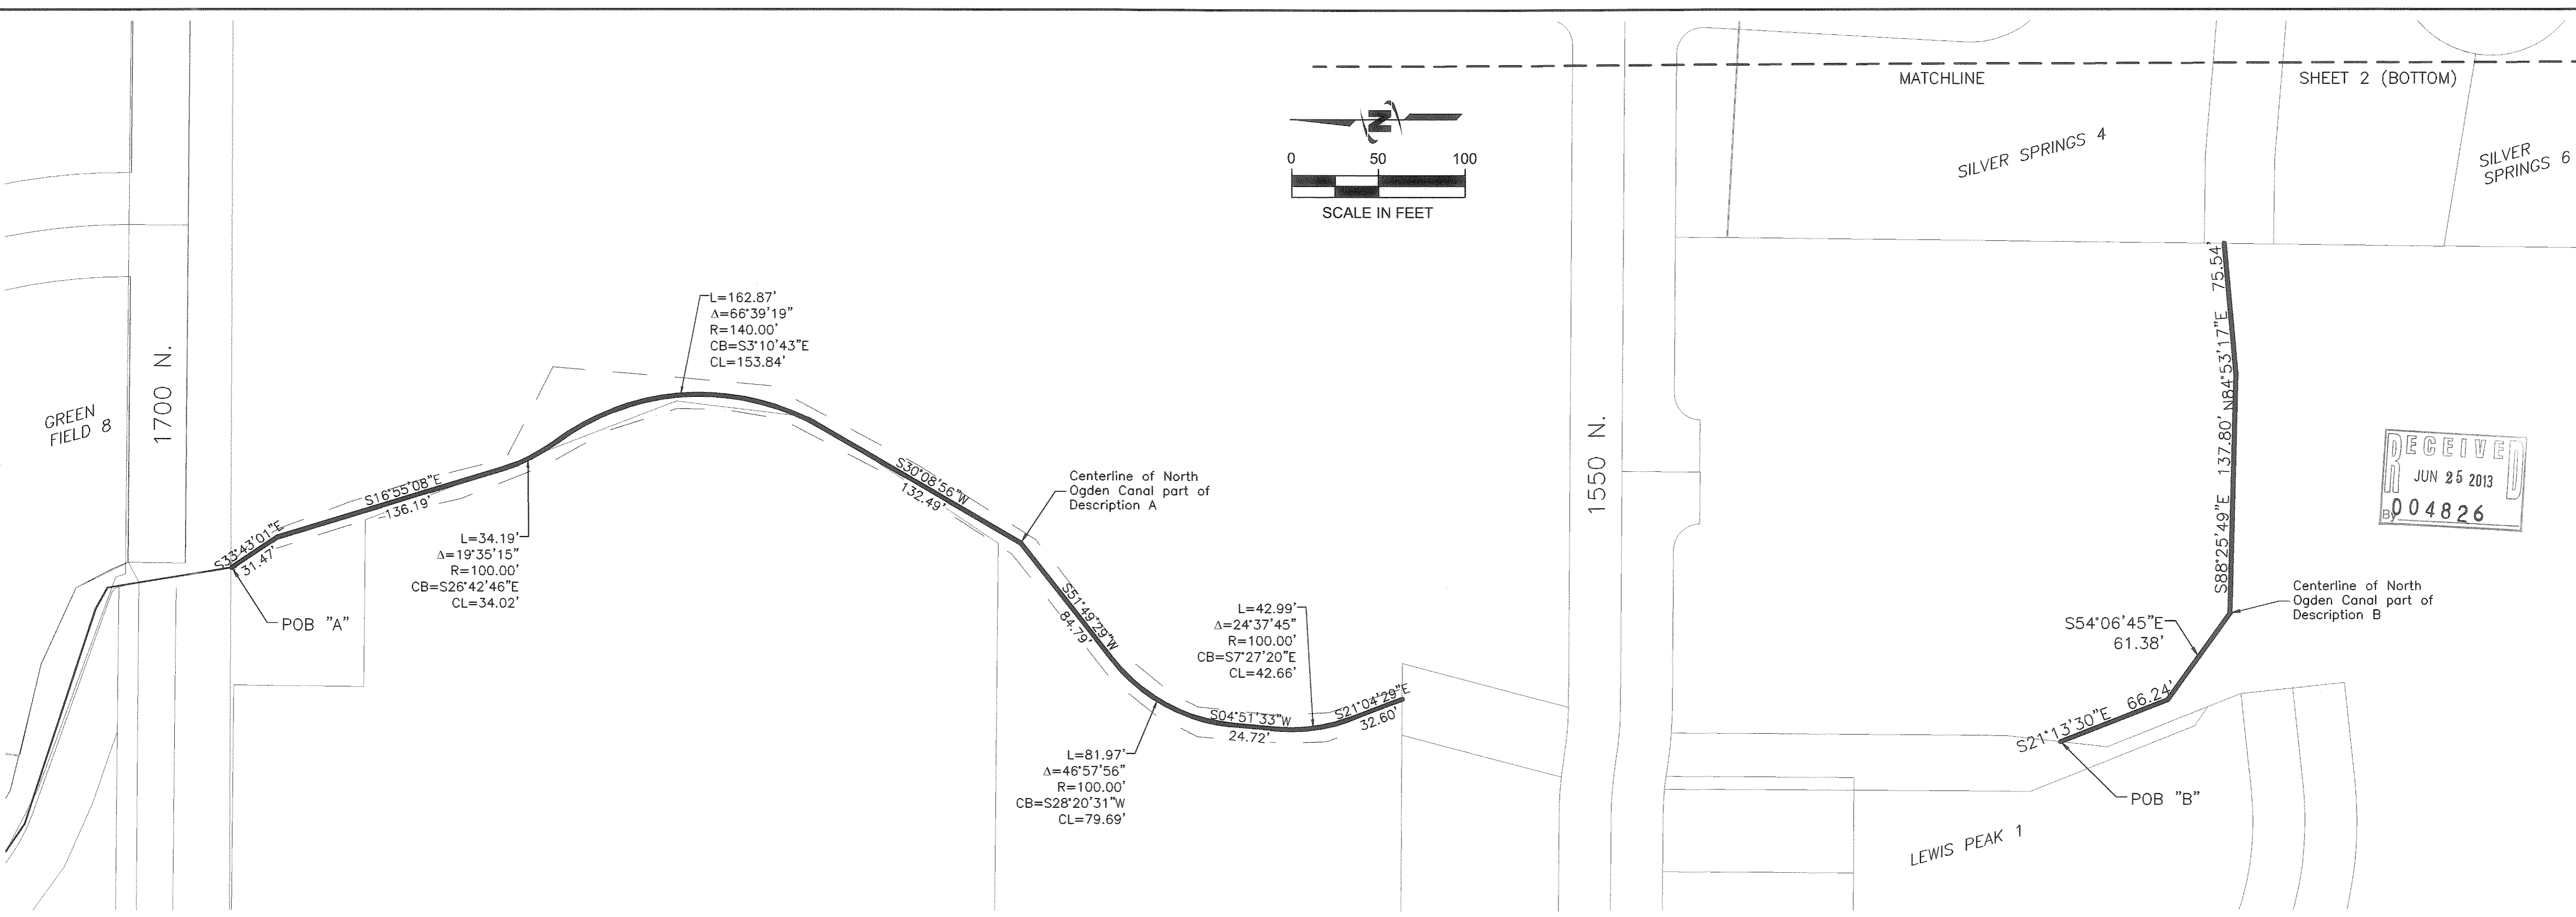 MATCHLINE
SHEET 2 (BOTTOM)
N
0 50 100
SCALE IN FEET
SILVER SPRINGS 4
SILVER
SPRINGS 6
GREEN
FIELD 8
1700 N.
S33°43'01"E
31.47'
POB "A"
S16°55'08"E
136.19'
L=34.19'
Δ=19°35'15"
R=100.00'
CB=S26°42'46"E
CL=34.02'
L=162.87'
Δ=66°39'19"
R=140.00'
CB=S3°10'43"E
CL=153.84'
S30°08'56"W
132.49'
Centerline of North
Ogden Canal part of
Description A
S51°49'29"W
84.79'
L=81.97'
Δ=46°57'56"
R=100.00'
CB=S28°20'31"W
CL=79.69'
S04°51'33"W
24.72'
L=42.99'
Δ=24°37'45"
R=100.00'
CB=S7°27'20"E
CL=42.66'
S21°04'29"E
32.60'
1550 N.
S88°25'49"E 137.80'
N84°53'17"E 75.54'
S54°06'45"E
61.38'
S21°13'30"E 66.24'
POB "B"
Centerline of North
Ogden Canal part of
Description B
LEWIS PEAK 1
RECEIVED
JUN 25 2013
By 004826